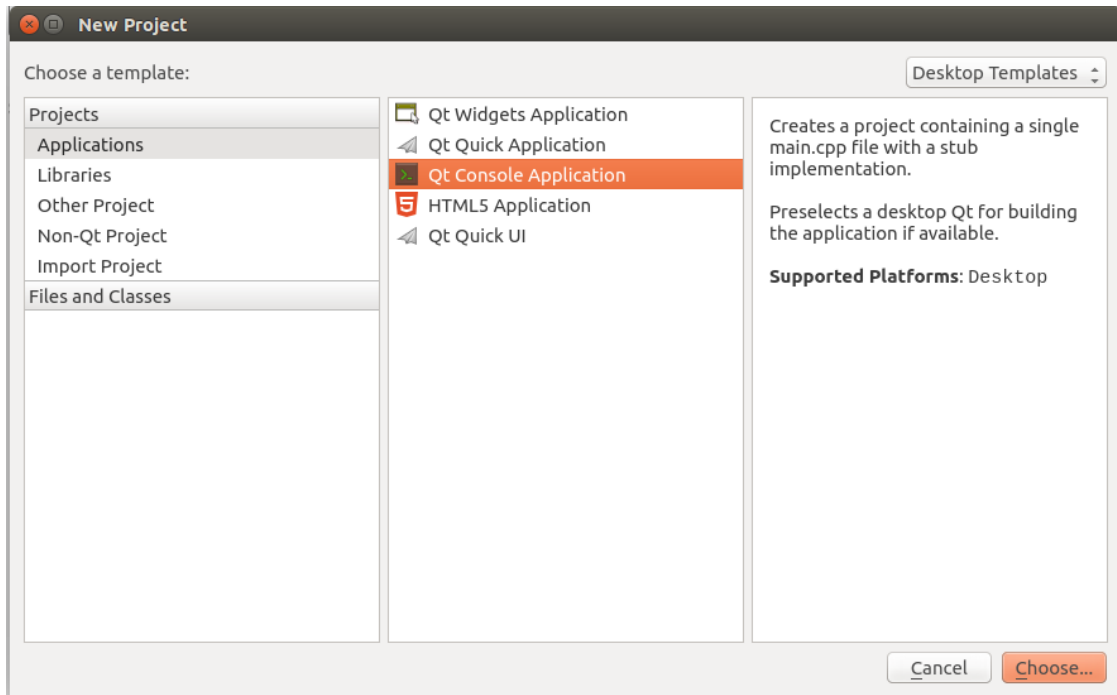 New Project
Choose a template:
Desktop Templates
Projects
Applications
Libraries
Other Project
Non-Qt Project
Import Project
Files and Classes
Qt Widgets Application
Qt Quick Application
Qt Console Application
HTML5 Application
Qt Quick UI
Creates a project containing a single
main.cpp file with a stub
implementation.
Preselects a desktop Qt for building
the application if available.
Supported Platforms: Desktop
Cancel
Choose...